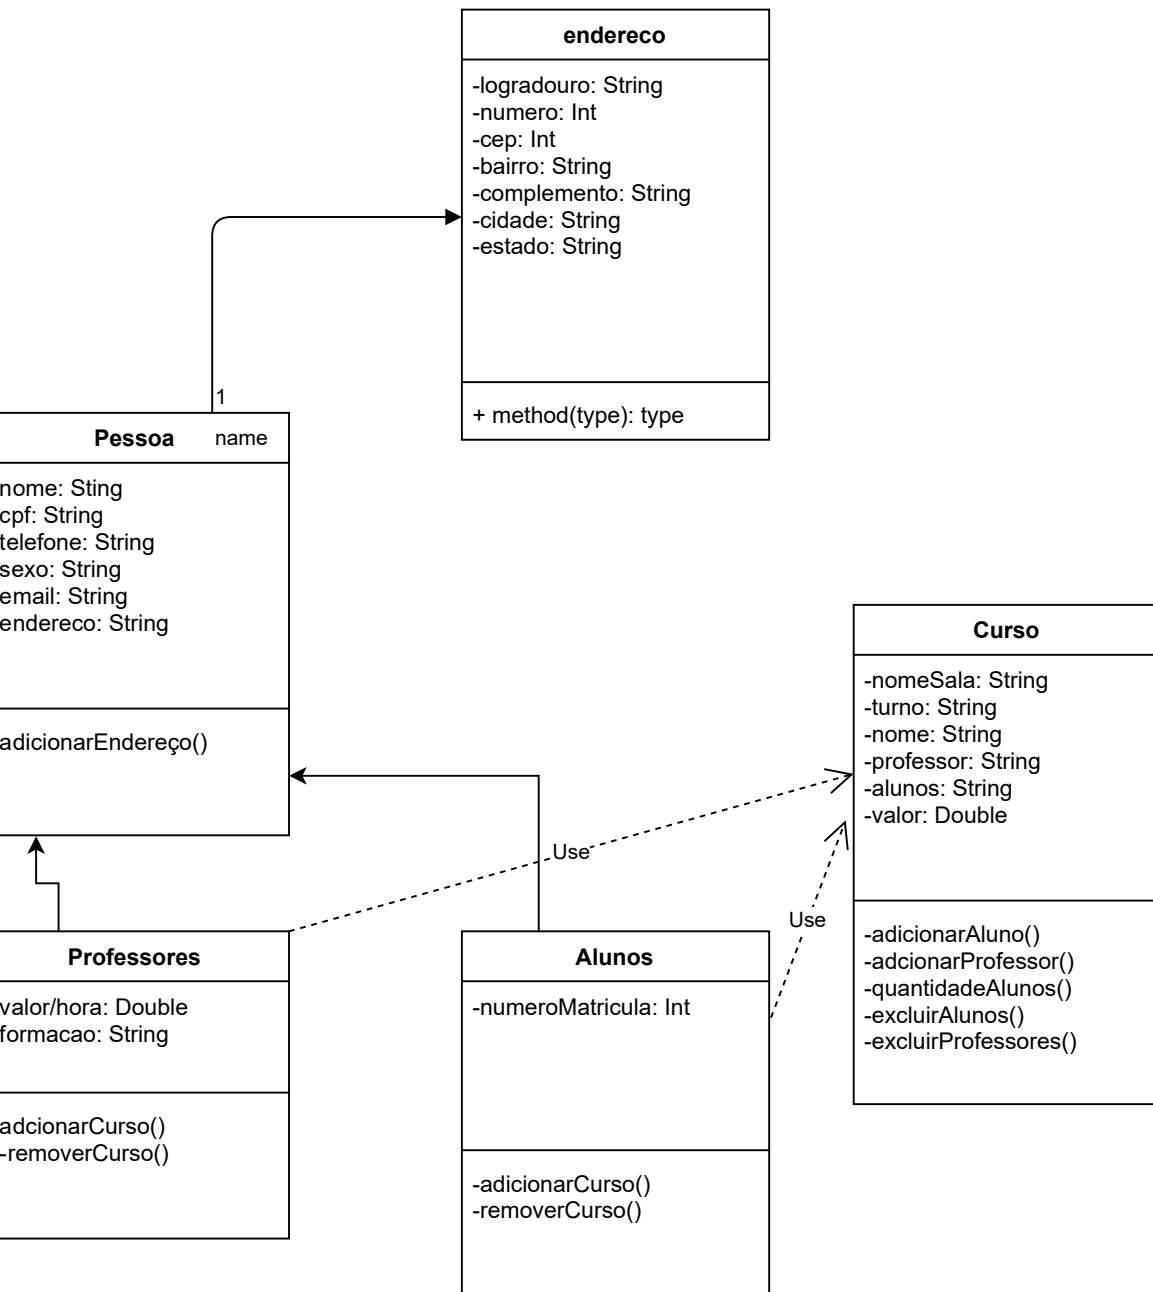 endereco
-logradouro: String
-numero: Int
-cep: Int
-bairro: String
-complemento: String
-cidade: String
-estado: String
+ method(type): type
1
Pessoa
name
nome: Sting
cpf: String
telefone: String
sexo: String
email: String
endereco: String
adicionarEndereço()
Curso
-nomeSala: String
-turno: String
-nome: String
-professor: String
-alunos: String
-valor: Double
-adicionarAluno()
-adcionarProfessor()
-quantidadeAlunos()
-excluirAlunos()
-excluirProfessores()
Use
Use
Professores
valor/hora: Double
formacao: String
adcionarCurso()
-removerCurso()
Alunos
-numeroMatricula: Int
-adicionarCurso()
-removerCurso()